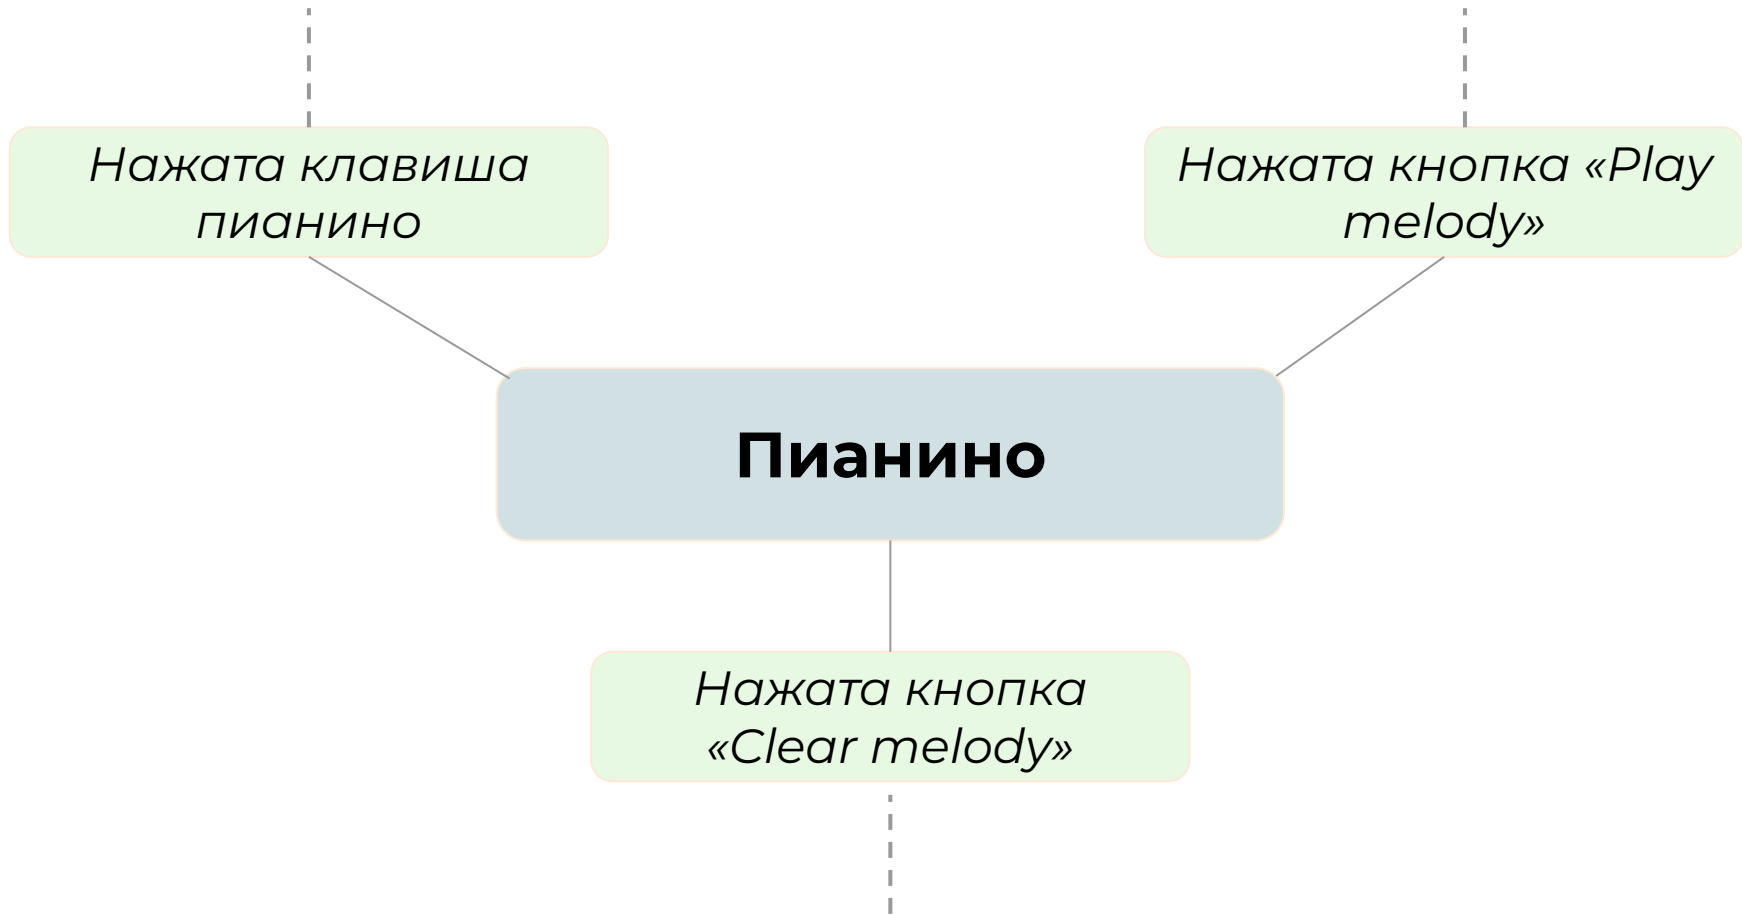 Нажата клавиша
пианино
Нажата кнопка «Play
melody»
Пианино
Нажата кнопка
«Clear melody»